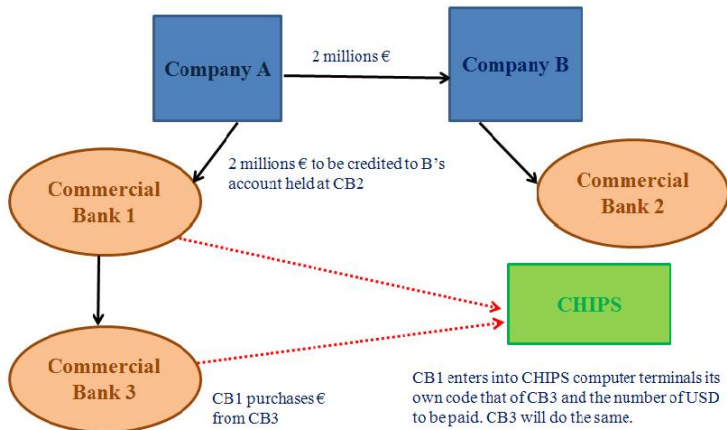 Company A
2 millions €
Company B
2 millions € to be credited to B's
account held at CB2
Commercial
Bank 1
Commercial
Bank 2
CHIPS
Commercial
Bank 3
CB1 purchases €
from CB3
CB1 enters into CHIPS computer terminals its
own code that of CB3 and the number of USD
to be paid. CB3 will do the same.